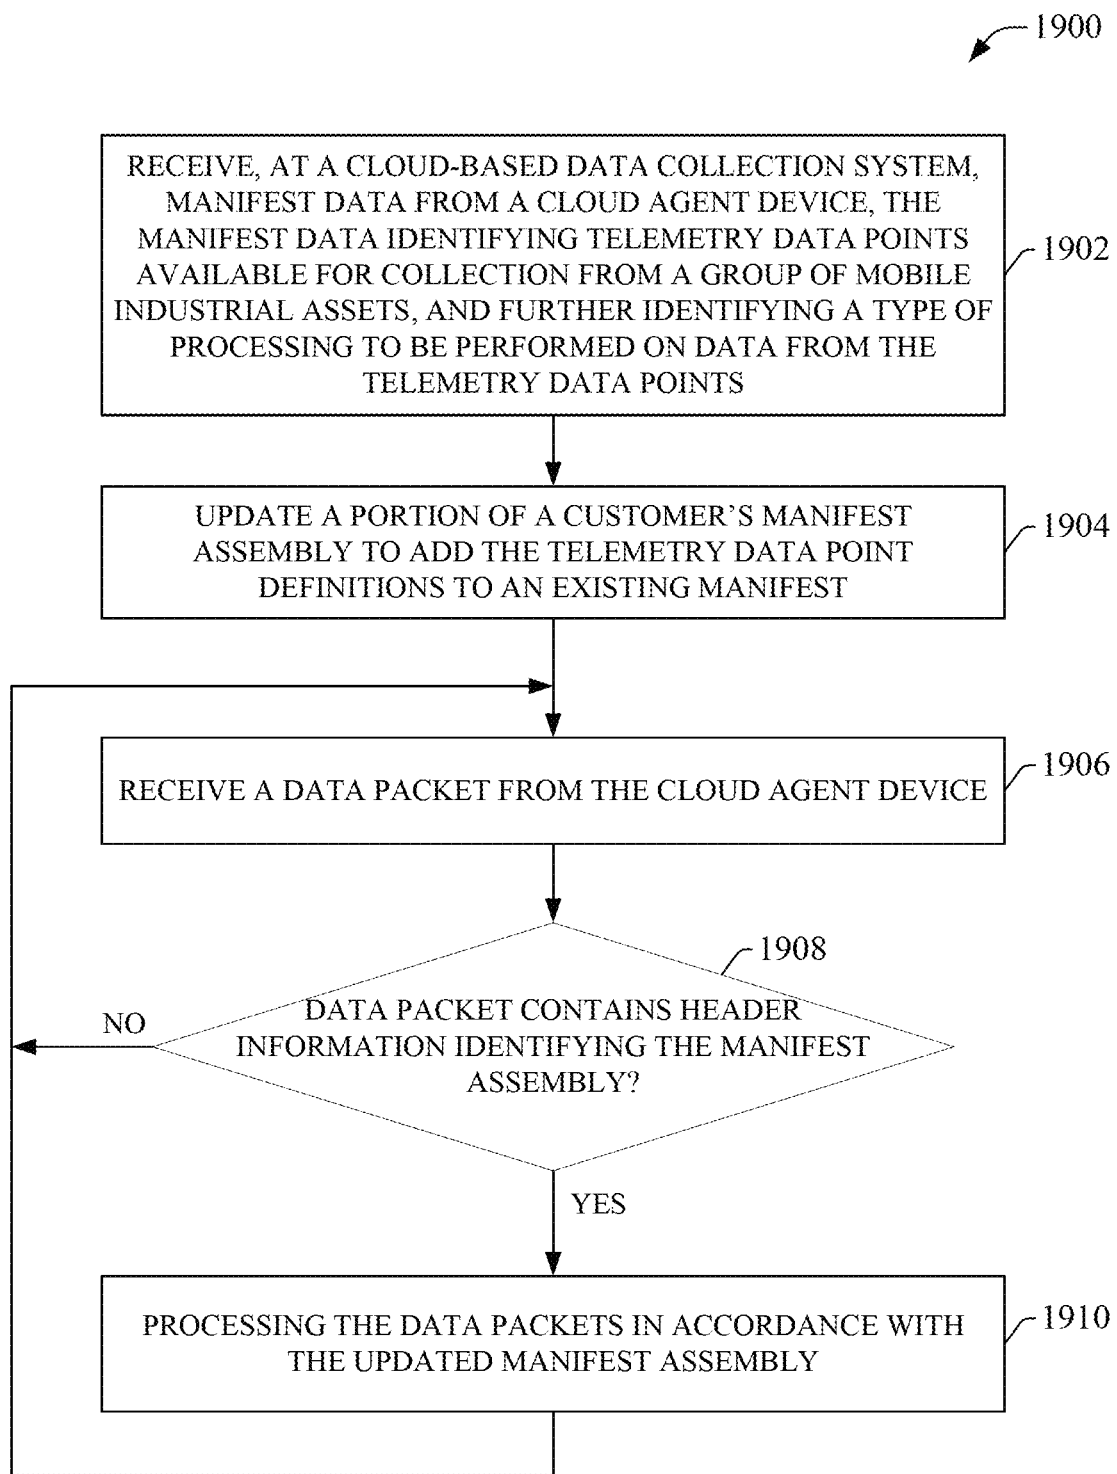 1900
RECEIVE, AT A CLOUD-BASED DATA COLLECTION SYSTEM,
MANIFEST DATA FROM A CLOUD AGENT DEVICE, THE
MANIFEST DATA IDENTIFYING TELEMETRY DATA POINTS
AVAILABLE FOR COLLECTION FROM A GROUP OF MOBILE
INDUSTRIAL ASSETS, AND FURTHER IDENTIFYING A TYPE OF
PROCESSING TO BE PERFORMED ON DATA FROM THE
TELEMETRY DATA POINTS
1902
UPDATE A PORTION OF A CUSTOMER’S MANIFEST
ASSEMBLY TO ADD THE TELEMETRY DATA POINT
DEFINITIONS TO AN EXISTING MANIFEST
1904
RECEIVE A DATA PACKET FROM THE CLOUD AGENT DEVICE
1906
1908
DATA PACKET CONTAINS HEADER
INFORMATION IDENTIFYING THE MANIFEST
ASSEMBLY?
NO
YES
PROCESSING THE DATA PACKETS IN ACCORDANCE WITH
THE UPDATED MANIFEST ASSEMBLY
1910